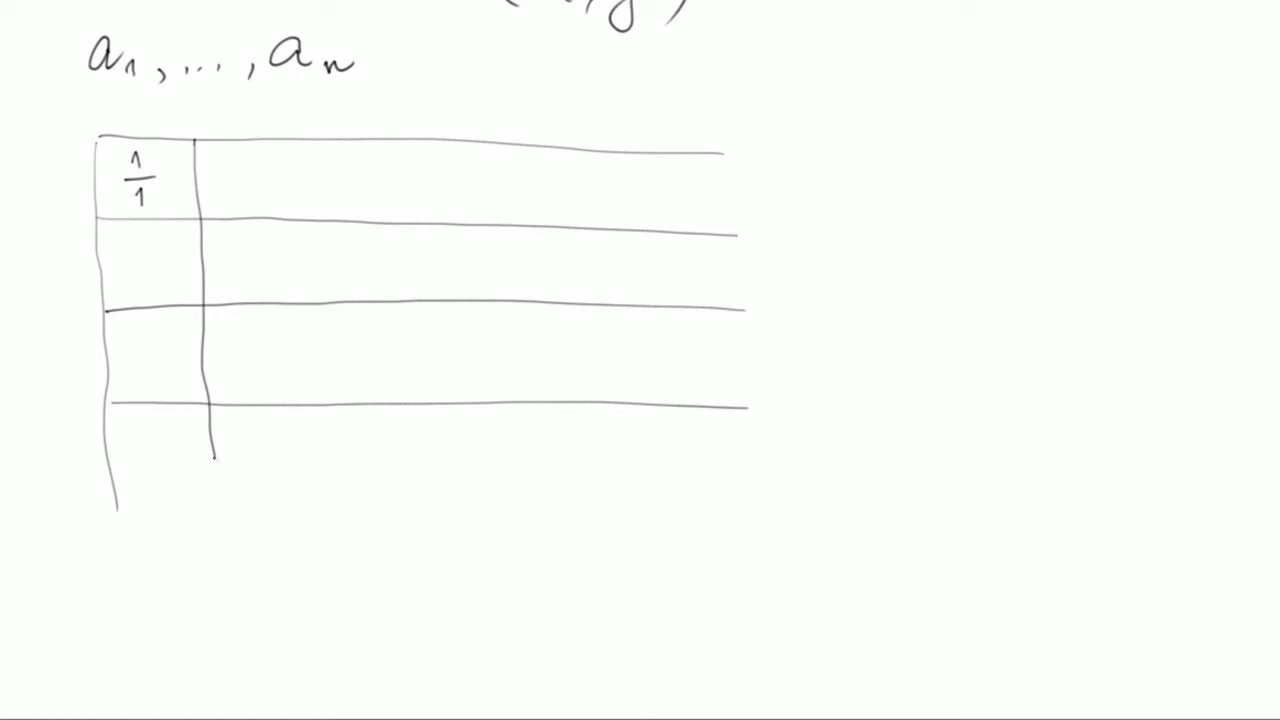 a₁, ..., aₙ
1/1